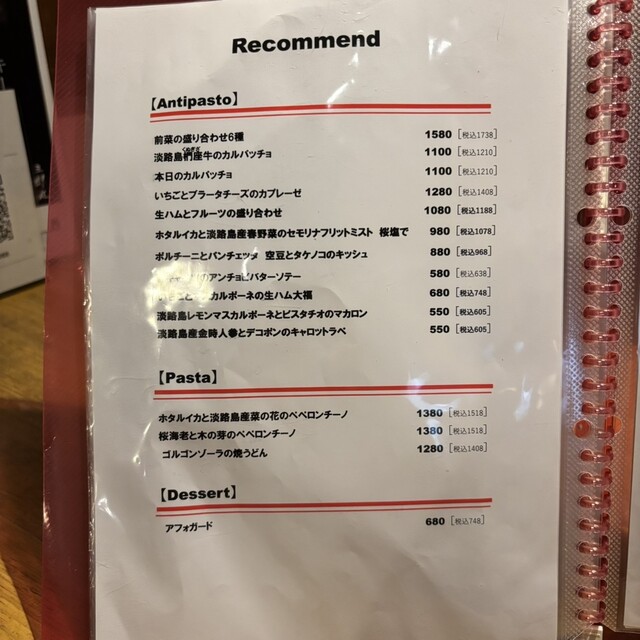 Recommend
【Antipasto】
前菜の盛り合わせ6種 1580 [税込1738]
淡路島椚座牛のカルパッチョ 1100 [税込1210]
本日のカルパッチョ 1100 [税込1210]
いちごとブラータチーズのカプレーゼ 1280 [税込1408]
生ハムとフルーツの盛り合わせ 1080 [税込1188]
ホタルイカと淡路島産春野菜のセモリナフリットミスト 桜塩で 980 [税込1078]
ポルチーニとパンチェッタ 空豆とタケノコのキッシュ 880 [税込968]
のアンチョビバターソテー 580 [税込638]
カルポーネの生ハム大福 680 [税込748]
淡路島レモンマスカルポーネとピスタチオのマカロン 550 [税込605]
淡路島産金時人参とデコポンのキャロットラペ 550 [税込605]
【Pasta】
ホタルイカと淡路島産菜の花のペペロンチーノ 1380 [税込1518]
桜海老と木の芽のペペロンチーノ 1380 [税込1518]
ゴルゴンゾーラの焼うどん 1280 [税込1408]
【Dessert】
アフォガード 680 [税込748]